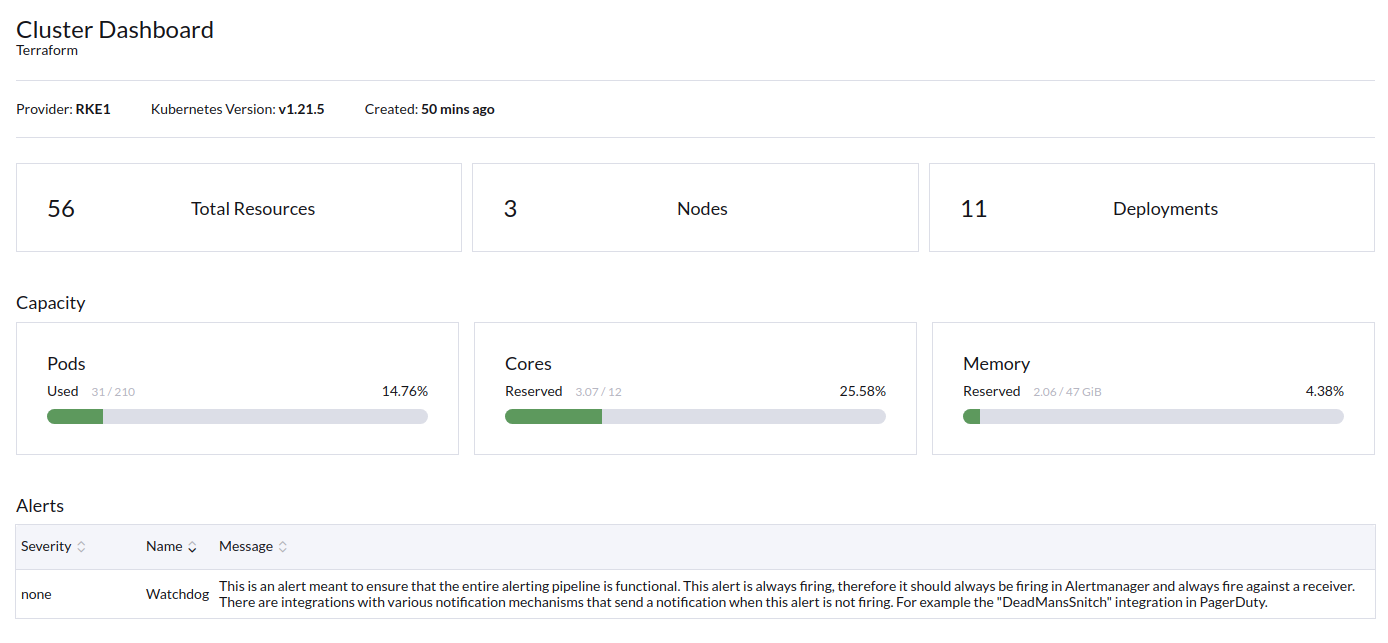 Cluster Dashboard
Terraform
Provider: RKE1 Kubernetes Version: v1.21.5 Created: 50 mins ago
56 Total Resources 3 Nodes 11 Deployments
Capacity
Pods Cores Memory
Used 31 / 210 14.76% Reserved 3.07 / 12 25.58% Reserved 2.06 / 47 GiB 4.38%
Alerts
Severity Name Message
none Watchdog This is an alert meant to ensure that the entire alerting pipeline is functional. This alert is always firing, therefore it should always be firing in Alertmanager and always fire against a receiver.
There are integrations with various notification mechanisms that send a notification when this alert is not firing. For example the "DeadMansSnitch" integration in PagerDuty.